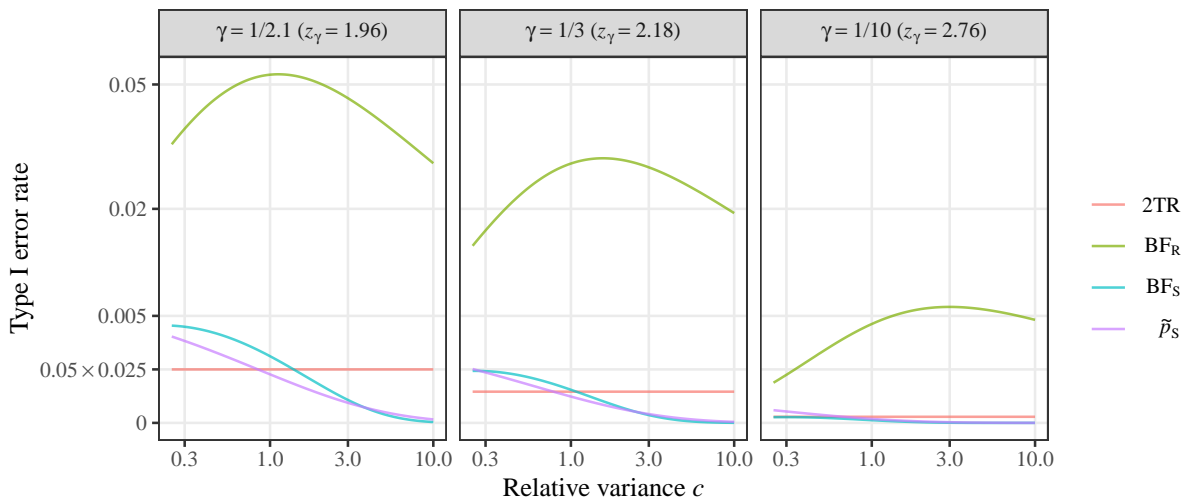 γ = 1/2.1 (zγ = 1.96)
γ = 1/3 (zγ = 2.18)
γ = 1/10 (zγ = 2.76)
Type I error rate
0.05
0.02
0.005
0.05 × 0.025
0
0.3 1.0 3.0 10.0
0.3 1.0 3.0 10.0
0.3 1.0 3.0 10.0
Relative variance c
2TR
BFR
BFS
p̃S